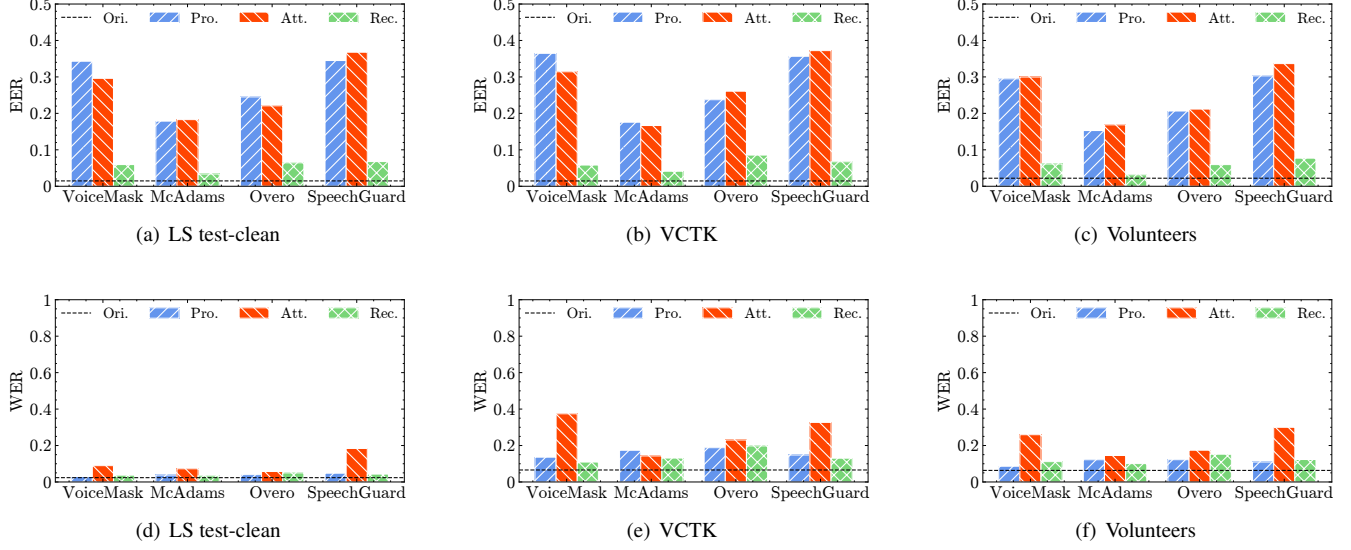 0.5
0.4
0.3
0.2
0.1
0
EER
Ori. Pro. Att. Rec.
VoiceMask McAdams Overo SpeechGuard
(a) LS test-clean
0.5
0.4
0.3
0.2
0.1
0
EER
Ori. Pro. Att. Rec.
VoiceMask McAdams Overo SpeechGuard
(b) VCTK
0.5
0.4
0.3
0.2
0.1
0
EER
Ori. Pro. Att. Rec.
VoiceMask McAdams Overo SpeechGuard
(c) Volunteers
1
0.8
0.6
0.4
0.2
0
WER
Ori. Pro. Att. Rec.
VoiceMask McAdams Overo SpeechGuard
(d) LS test-clean
1
0.8
0.6
0.4
0.2
0
WER
Ori. Pro. Att. Rec.
VoiceMask McAdams Overo SpeechGuard
(e) VCTK
1
0.8
0.6
0.4
0.2
0
WER
Ori. Pro. Att. Rec.
VoiceMask McAdams Overo SpeechGuard
(f) Volunteers